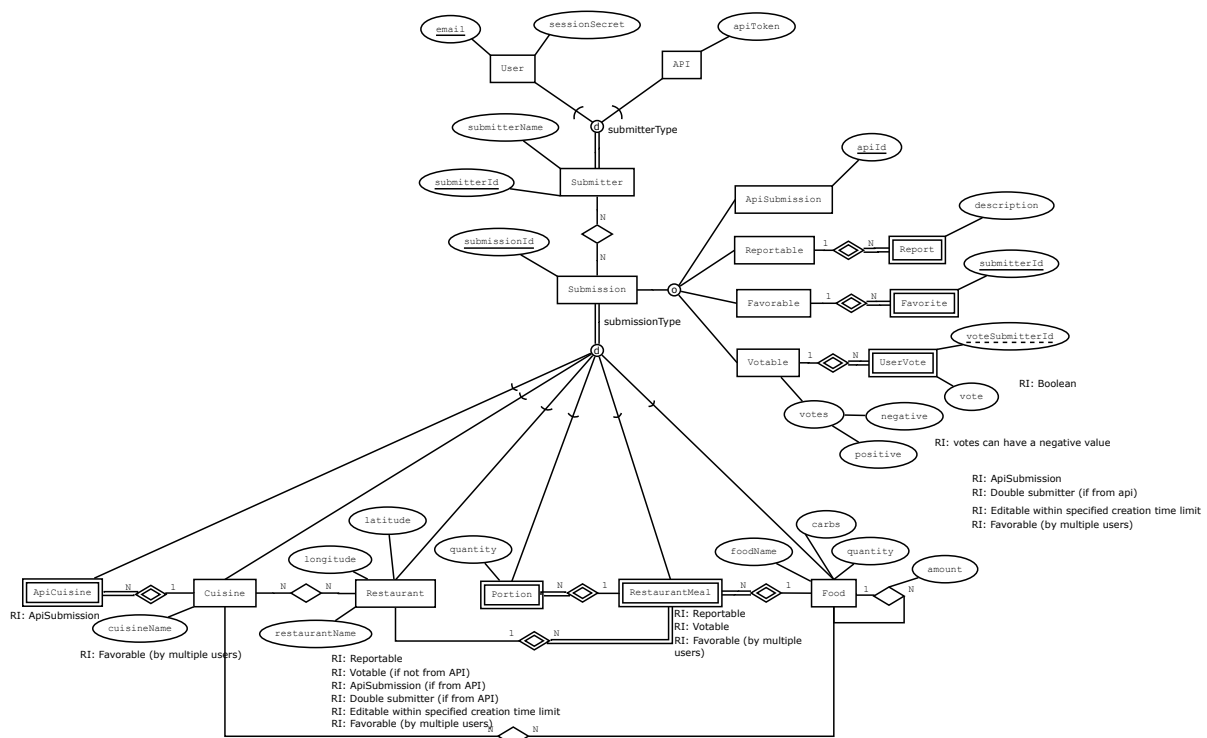 email
sessionSecret
apiToken
User
API
d
submitterType
submitterName
submitterId
Submitter
N
N
apiId
ApiSubmission
description
submissionId
Reportable
1
N
Report
submitterId
Submission
o
Favorable
1
N
Favorite
submissionType
voteSubmitterId
d
Votable
1
N
UserVote
RI: Boolean
vote
votes
negative
positive
RI: votes can have a negative value
RI: ApiSubmission
RI: Double submitter (if from api)
RI: Editable within specified creation time limit
RI: Favorable (by multiple users)
latitude
carbs
longitude
quantity
foodName
quantity
amount
ApiCuisine
N
1
Cuisine
N
N
Restaurant
Portion
N
1
RestaurantMeal
N
1
Food
1
N
RI: ApiSubmission
cuisineName
restaurantName
1
N
RI: Reportable
RI: Votable
RI: Favorable (by multiple
users)
RI: Favorable (by multiple users)
RI: Reportable
RI: Votable (if not from API)
RI: ApiSubmission (if from API)
RI: Double submitter (if from API)
RI: Editable within specified creation time limit
RI: Favorable (by multiple users)
N
N